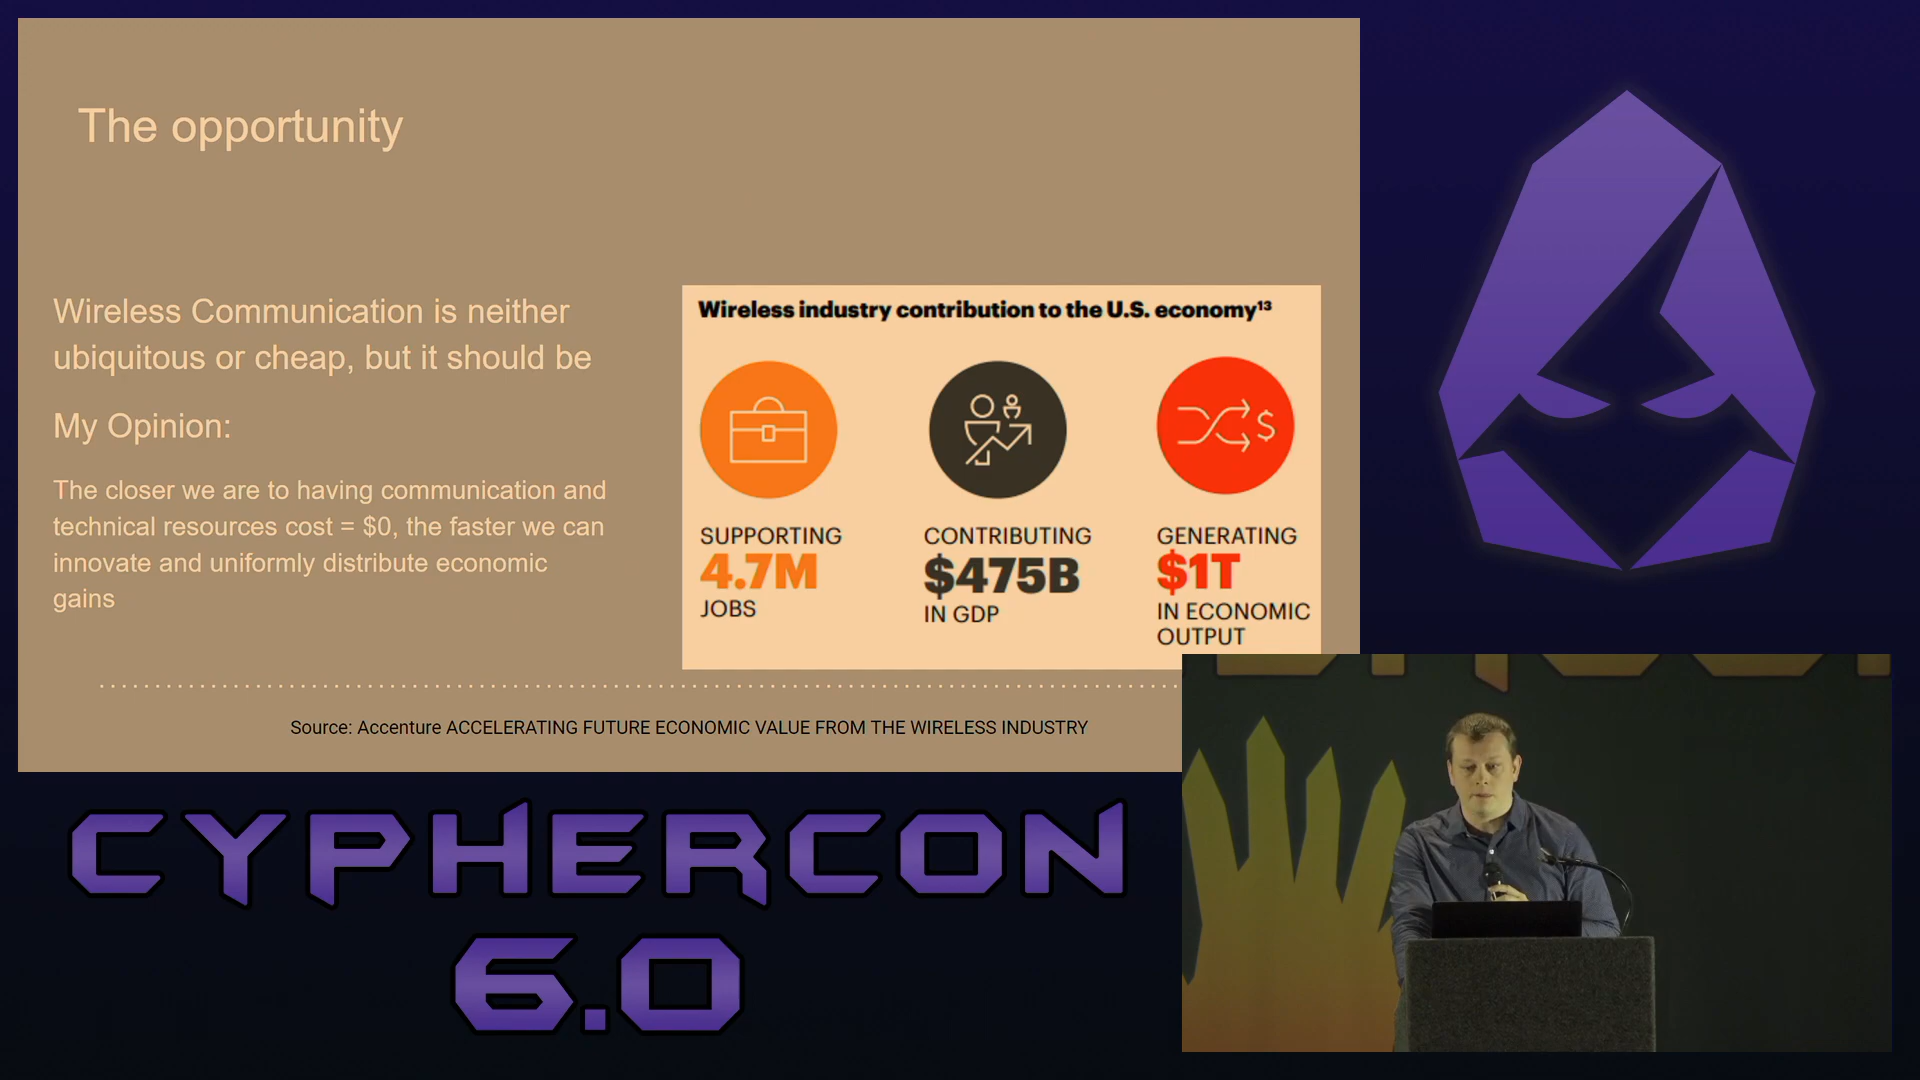 The opportunity
Wireless Communication is neither
ubiquitous or cheap, but it should be
My Opinion:
The closer we are to having communication and
technical resources cost = $0, the faster we can
innovate and uniformly distribute economic
gains
Wireless industry contribution to the U.S. economy¹³
SUPPORTING
4.7M
JOBS
CONTRIBUTING
$475B
IN GDP
GENERATING
$1T
IN ECONOMIC
OUTPUT
Source: Accenture ACCELERATING FUTURE ECONOMIC VALUE FROM THE WIRELESS INDUSTRY
CYPHERCON
6.0